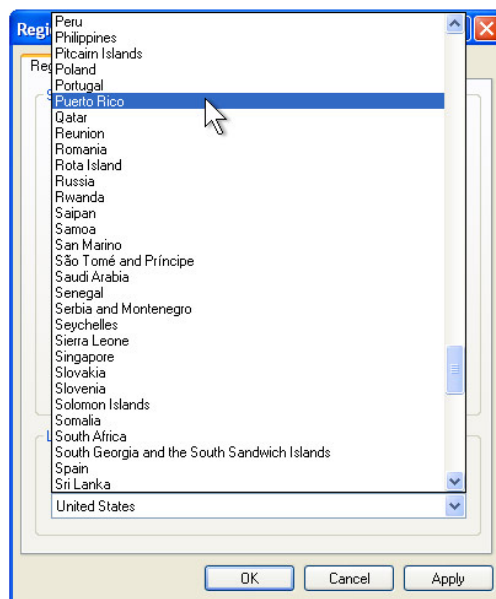 Regi
Reg
Peru
Philippines
Pitcairn Islands
Poland
Portugal
Puerto Rico
Qatar
Reunion
Romania
Rota Island
Russia
Rwanda
Saipan
Samoa
San Marino
São Tomé and Príncipe
Saudi Arabia
Senegal
Serbia and Montenegro
Seychelles
Sierra Leone
Singapore
Slovakia
Slovenia
Solomon Islands
Somalia
South Africa
South Georgia and the South Sandwich Islands
Spain
Sri Lanka
United States
OK Cancel Apply